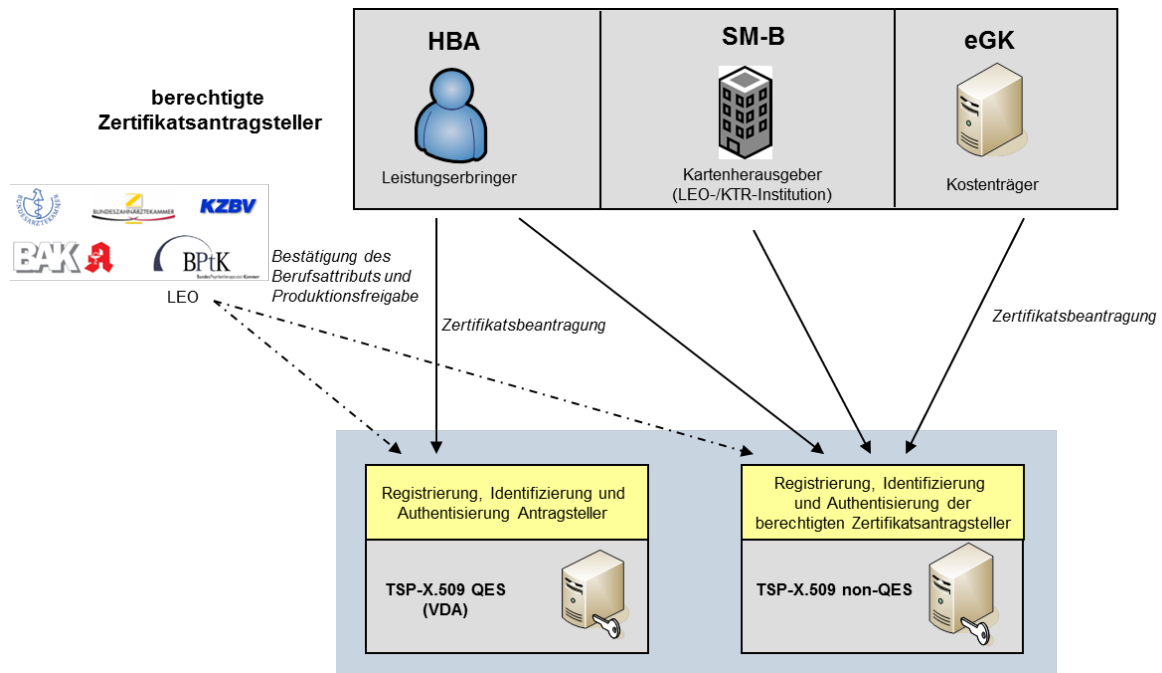 HBA
SM-B
eGK
berechtigte
Zertifikatsantragsteller
Leistungserbringer
Kartenherausgeber
(LEO-/KTR-Institution)
Kostenträger
BUNDESÄRZTEKAMMER
BUNDESZAHNÄRZTEKAMMER
KZBV
BAK
BPtK
BundesPsychotherapeutenKammer
LEO
Bestätigung des
Berufsattributs und
Produktionsfreigabe
Zertifikatsbeantragung
Zertifikatsbeantragung
Registrierung, Identifizierung und
Authentisierung Antragsteller
TSP-X.509 QES
(VDA)
Registrierung, Identifizierung
und Authentisierung der
berechtigten Zertifikatsantragsteller
TSP-X.509 non-QES